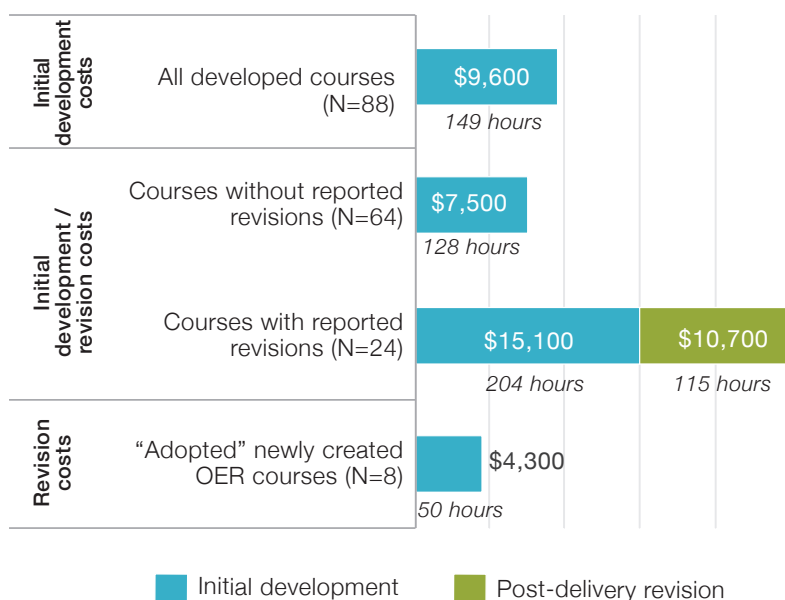 Initial
development
costs
All developed courses
(N=88)
$9,600
149 hours
Initial
development /
revision costs
Courses without reported
revisions (N=64)
$7,500
128 hours
Courses with reported
revisions (N=24)
$15,100
$10,700
204 hours
115 hours
Revision
costs
“Adopted” newly created
OER courses (N=8)
$4,300
50 hours
Initial development
Post-delivery revision